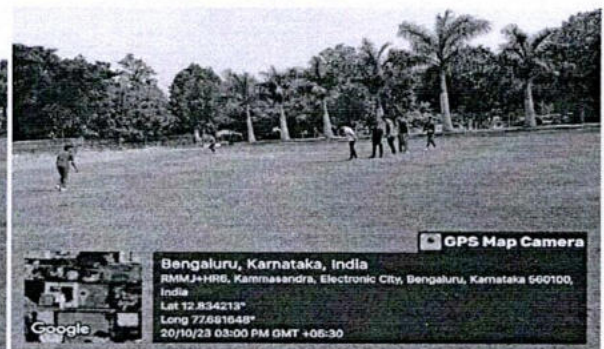 GPS Map Camera
Bengaluru, Karnataka, India
RMMJ+HR6, Kammasandra, Electronic City, Bengaluru, Karnataka 560100,
India
Lat 12.834213°
Long 77.681648°
20/10/23 03:00 PM GMT +05:30
Google